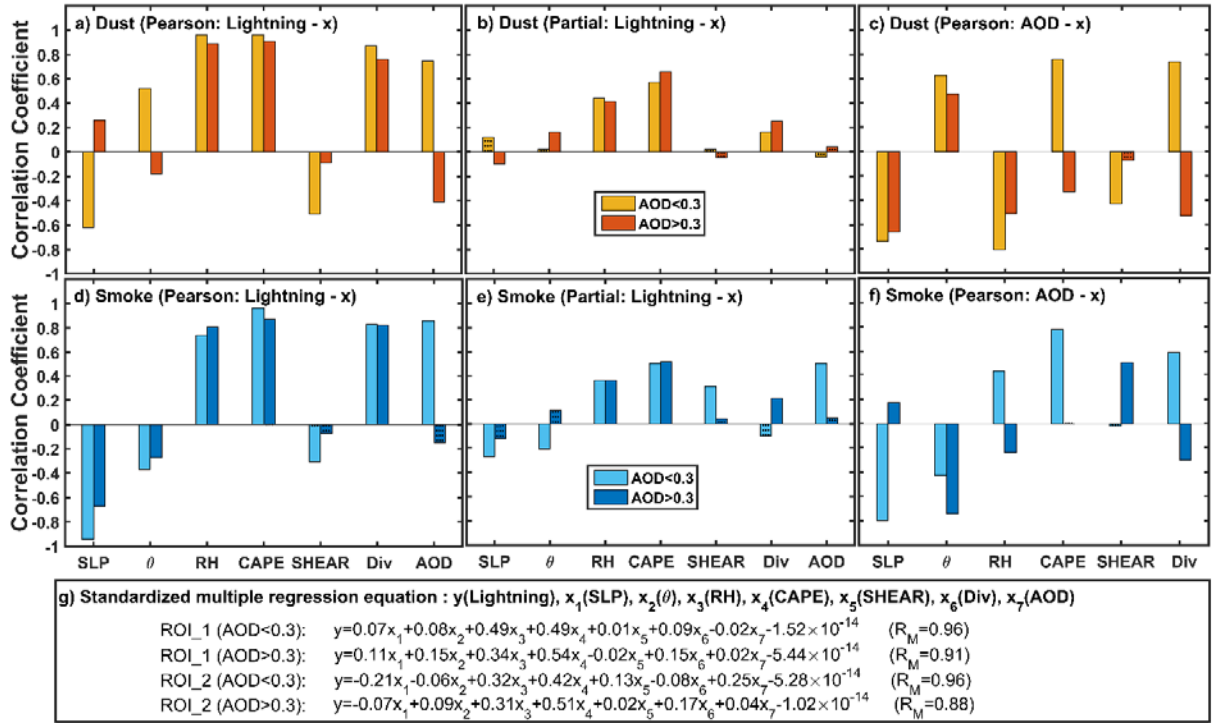 a) Dust (Pearson: Lightning - x)
b) Dust (Partial: Lightning - x)
c) Dust (Pearson: AOD - x)
Correlation Coefficient
1
0.8
0.6
0.4
0.2
0
-0.2
-0.4
-0.6
-0.8
-1
AOD<0.3
AOD>0.3
d) Smoke (Pearson: Lightning - x)
e) Smoke (Partial: Lightning - x)
f) Smoke (Pearson: AOD - x)
Correlation Coefficient
1
0.8
0.6
0.4
0.2
0
-0.2
-0.4
-0.6
-0.8
-1
AOD<0.3
AOD>0.3
SLP θ RH CAPE SHEAR Div AOD
SLP θ RH CAPE SHEAR Div AOD
SLP θ RH CAPE SHEAR Div
g) Standardized multiple regression equation : y(Lightning), x₁(SLP), x₂(θ), x₃(RH), x₄(CAPE), x₅(SHEAR), x₆(Div), x₇(AOD)
ROI_1 (AOD<0.3): y=0.07x₁+0.08x₂+0.49x₃+0.49x₄+0.01x₅+0.09x₆-0.02x₇-1.52×10⁻¹⁴ (R_M=0.96)
ROI_1 (AOD>0.3): y=0.11x₁+0.15x₂+0.34x₃+0.54x₄-0.02x₅+0.15x₆+0.02x₇-5.44×10⁻¹⁴ (R_M=0.91)
ROI_2 (AOD<0.3): y=-0.21x₁-0.06x₂+0.32x₃+0.42x₄+0.13x₅-0.08x₆+0.25x₇-5.28×10⁻¹⁴ (R_M=0.96)
ROI_2 (AOD>0.3): y=-0.07x₁+0.09x₂+0.31x₃+0.51x₄+0.02x₅+0.17x₆+0.04x₇-1.02×10⁻¹⁴ (R_M=0.88)